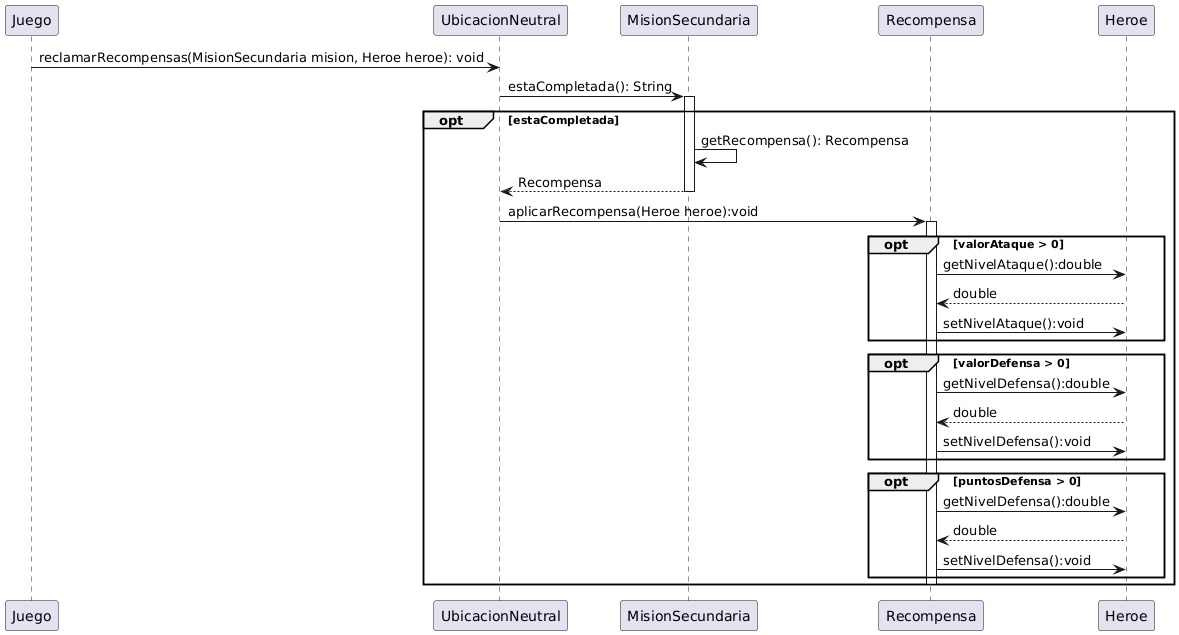 Juego UbicacionNeutral MisionSecundaria Recompensa Heroe
reclamarRecompensas(MisionSecundaria mision, Heroe heroe): void
estaCompletada(): String
opt [estaCompletada]
getRecompensa(): Recompensa
Recompensa
aplicarRecompensa(Heroe heroe):void
opt [valorAtaque > 0]
getNivelAtaque():double
double
setNivelAtaque():void
opt [valorDefensa > 0]
getNivelDefensa():double
double
setNivelDefensa():void
opt [puntosDefensa > 0]
getNivelDefensa():double
double
setNivelDefensa():void
Juego UbicacionNeutral MisionSecundaria Recompensa Heroe